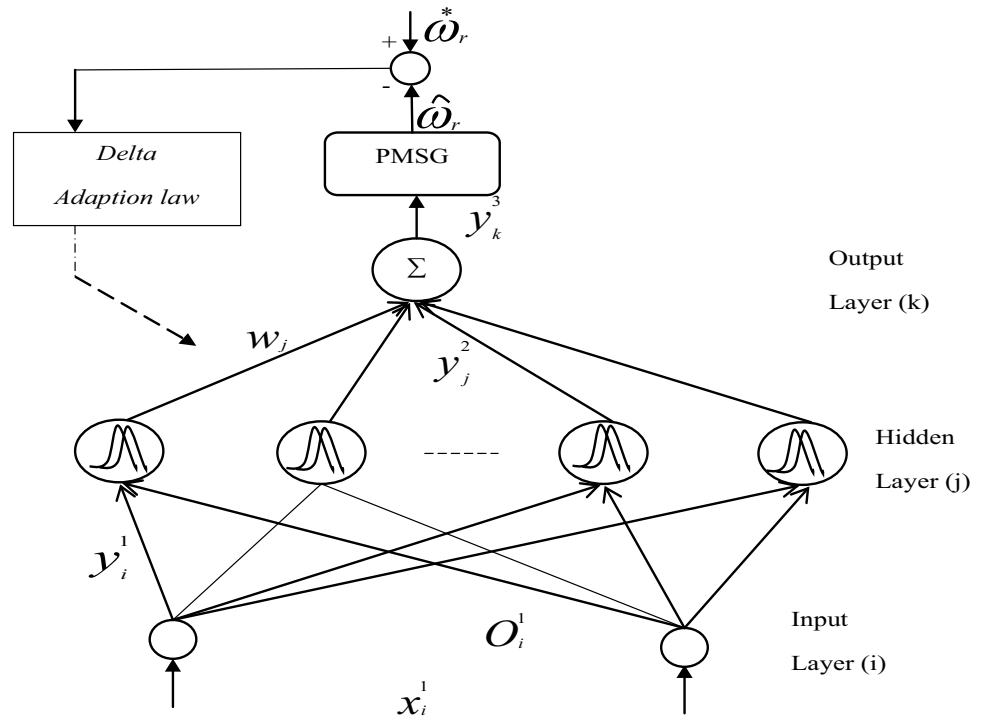 +
ω*r
-
ω̂r
Delta
Adaption law
PMSG
y³k
Σ
Output
Layer (k)
wj
y²j
Hidden
Layer (j)
------
y¹i
O¹i
Input
Layer (i)
x¹i